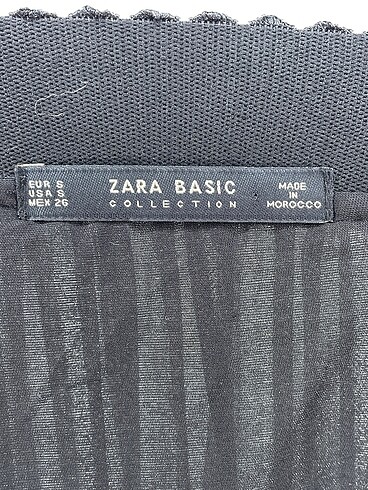 EUR S
USA S
MEX 26
ZARA BASIC
COLLECTION
MADE
IN
MOROCCO